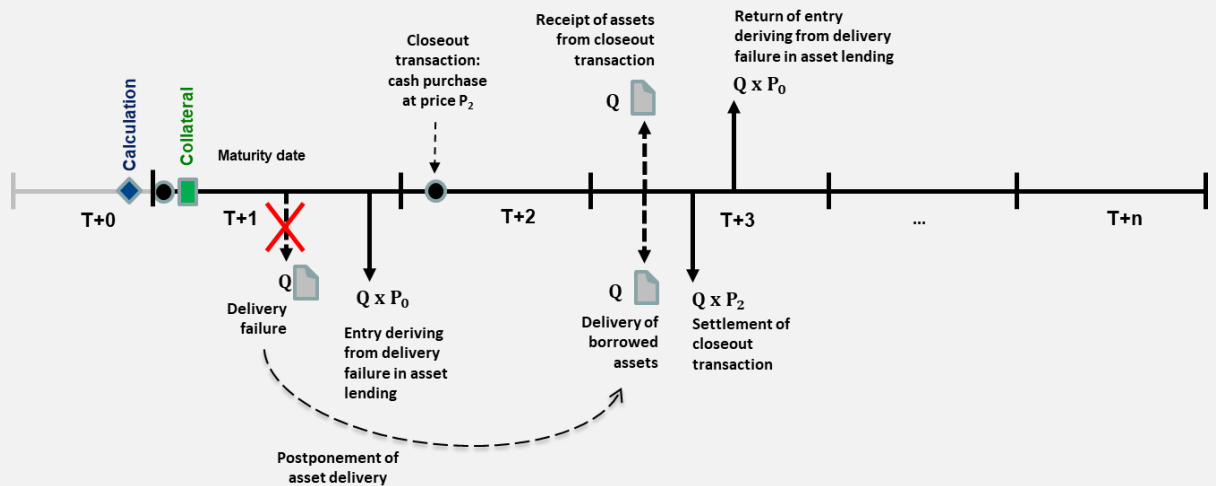 Calculation
Collateral
Maturity date
Closeout
transaction:
cash purchase
at price P₂
Receipt of assets
from closeout
transaction
Q
Return of entry
deriving from delivery
failure in asset lending
Q x P₀
T+0
T+1
T+2
T+3
...
T+n
Q
Delivery
failure
Q x P₀
Entry deriving
from delivery
failure in asset
lending
Q
Delivery of
borrowed
assets
Q x P₂
Settlement of
closeout
transaction
Postponement of
asset delivery